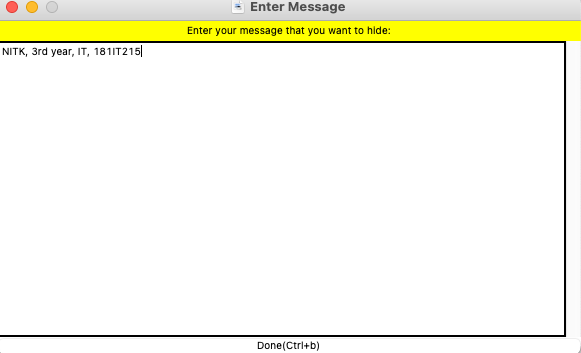 Enter Message
Enter your message that you want to hide:
NITK, 3rd year, IT, 181IT215
Done(Ctrl+b)